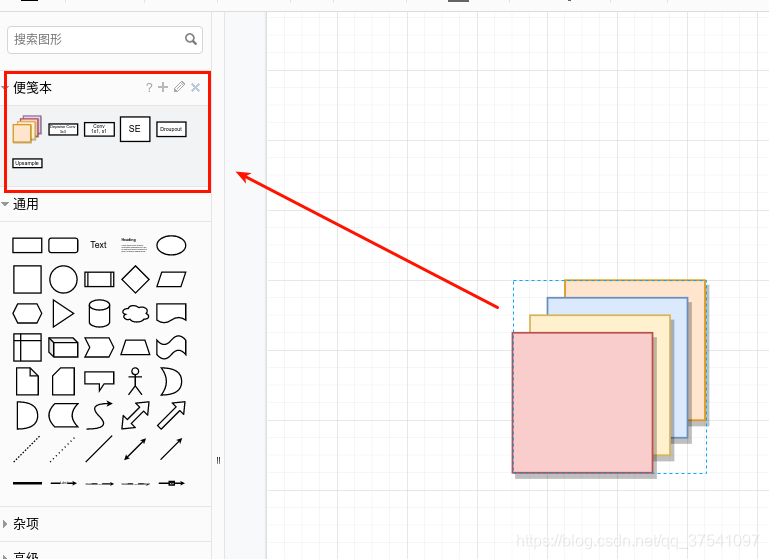 搜索图形
便笺本
?
Depwise Conv
3x3
Conv
1x1, s1
SE
Droupout
Upsample
通用
Text
Heading
杂项
高级
https://blog.csdn.net/qq_37541097